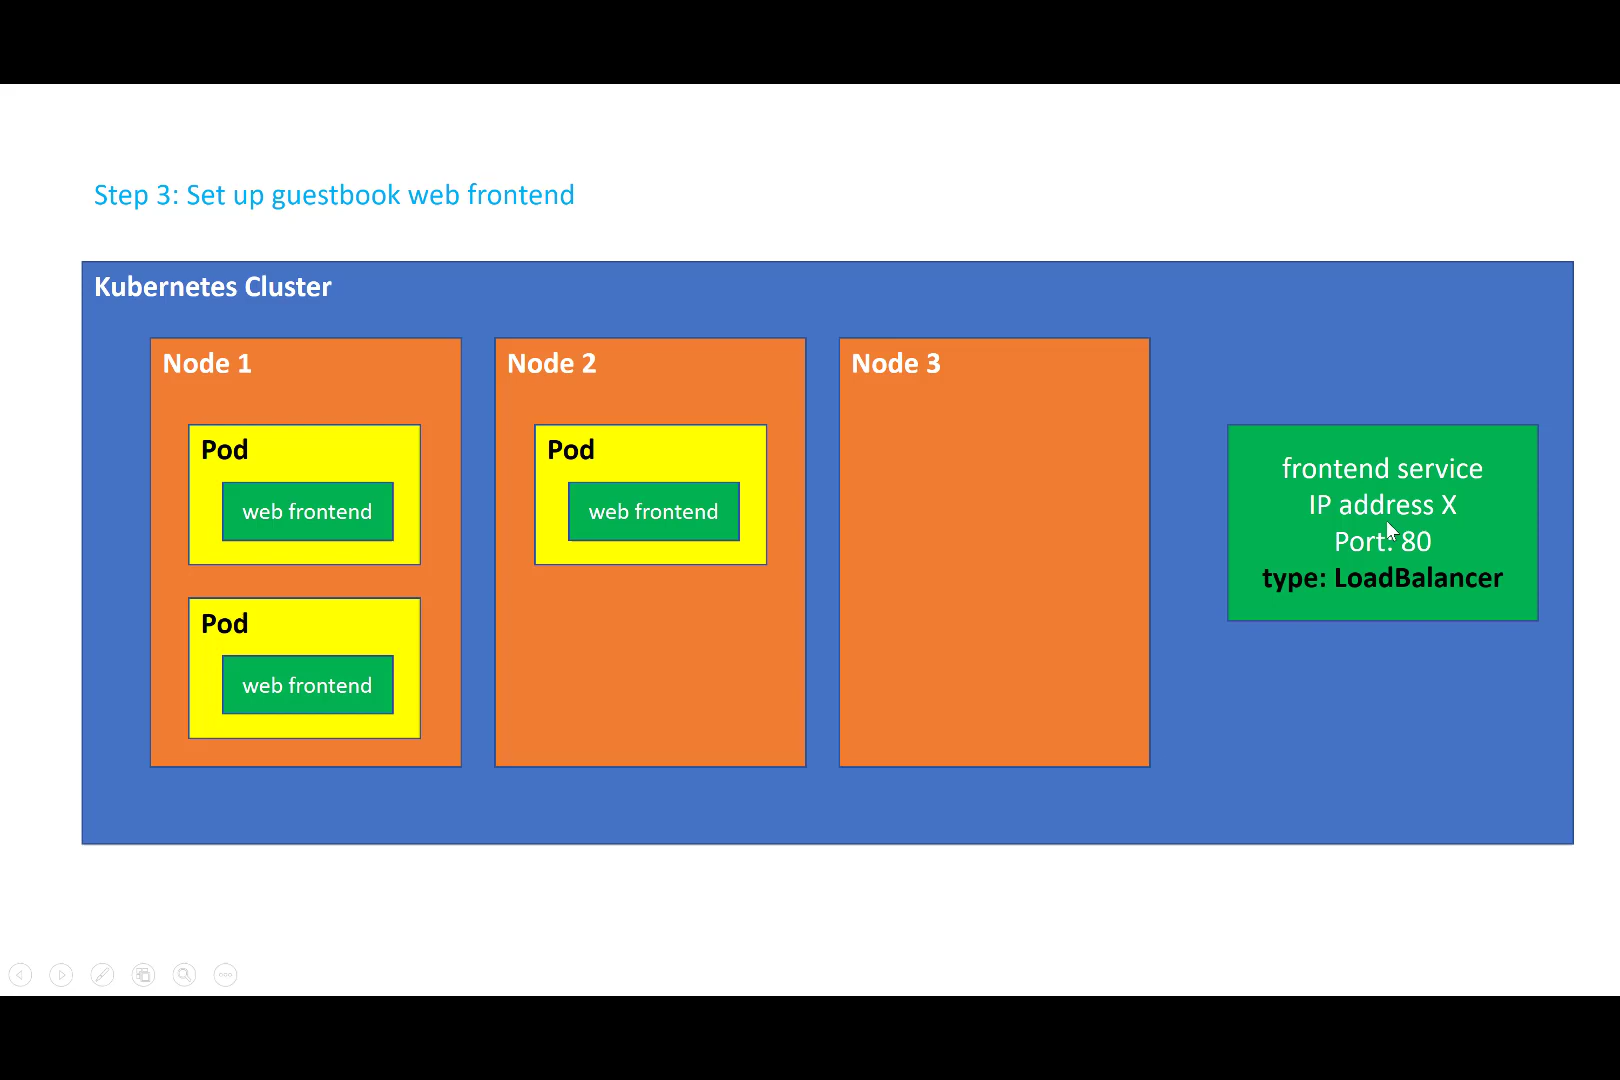 Step 3: Set up guestbook web frontend
Kubernetes Cluster
Node 1
Pod
web frontend
Pod
web frontend
Node 2
Pod
web frontend
Node 3
frontend service
IP address X
Port: 80
type: LoadBalancer